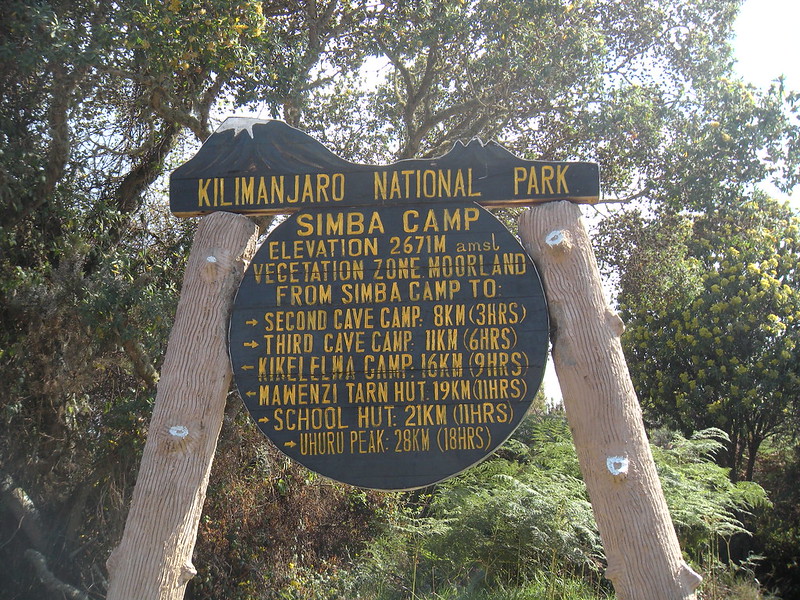 KILIMANJARO NATIONAL PARK
SIMBA CAMP
ELEVATION 2671M amsl
VEGETATION ZONE MOORLAND
FROM SIMBA CAMP TO:
→ SECOND CAVE CAMP: 8KM (3HRS)
→ THIRD CAVE CAMP: 11KM (6HRS)
← KIKELELWA CAMP 16KM (9HRS)
← MAWENZI TARN HUT. 19KM (11HRS)
→ SCHOOL HUT. 21KM (11HRS)
→ UHURU PEAK: 28KM (18HRS)